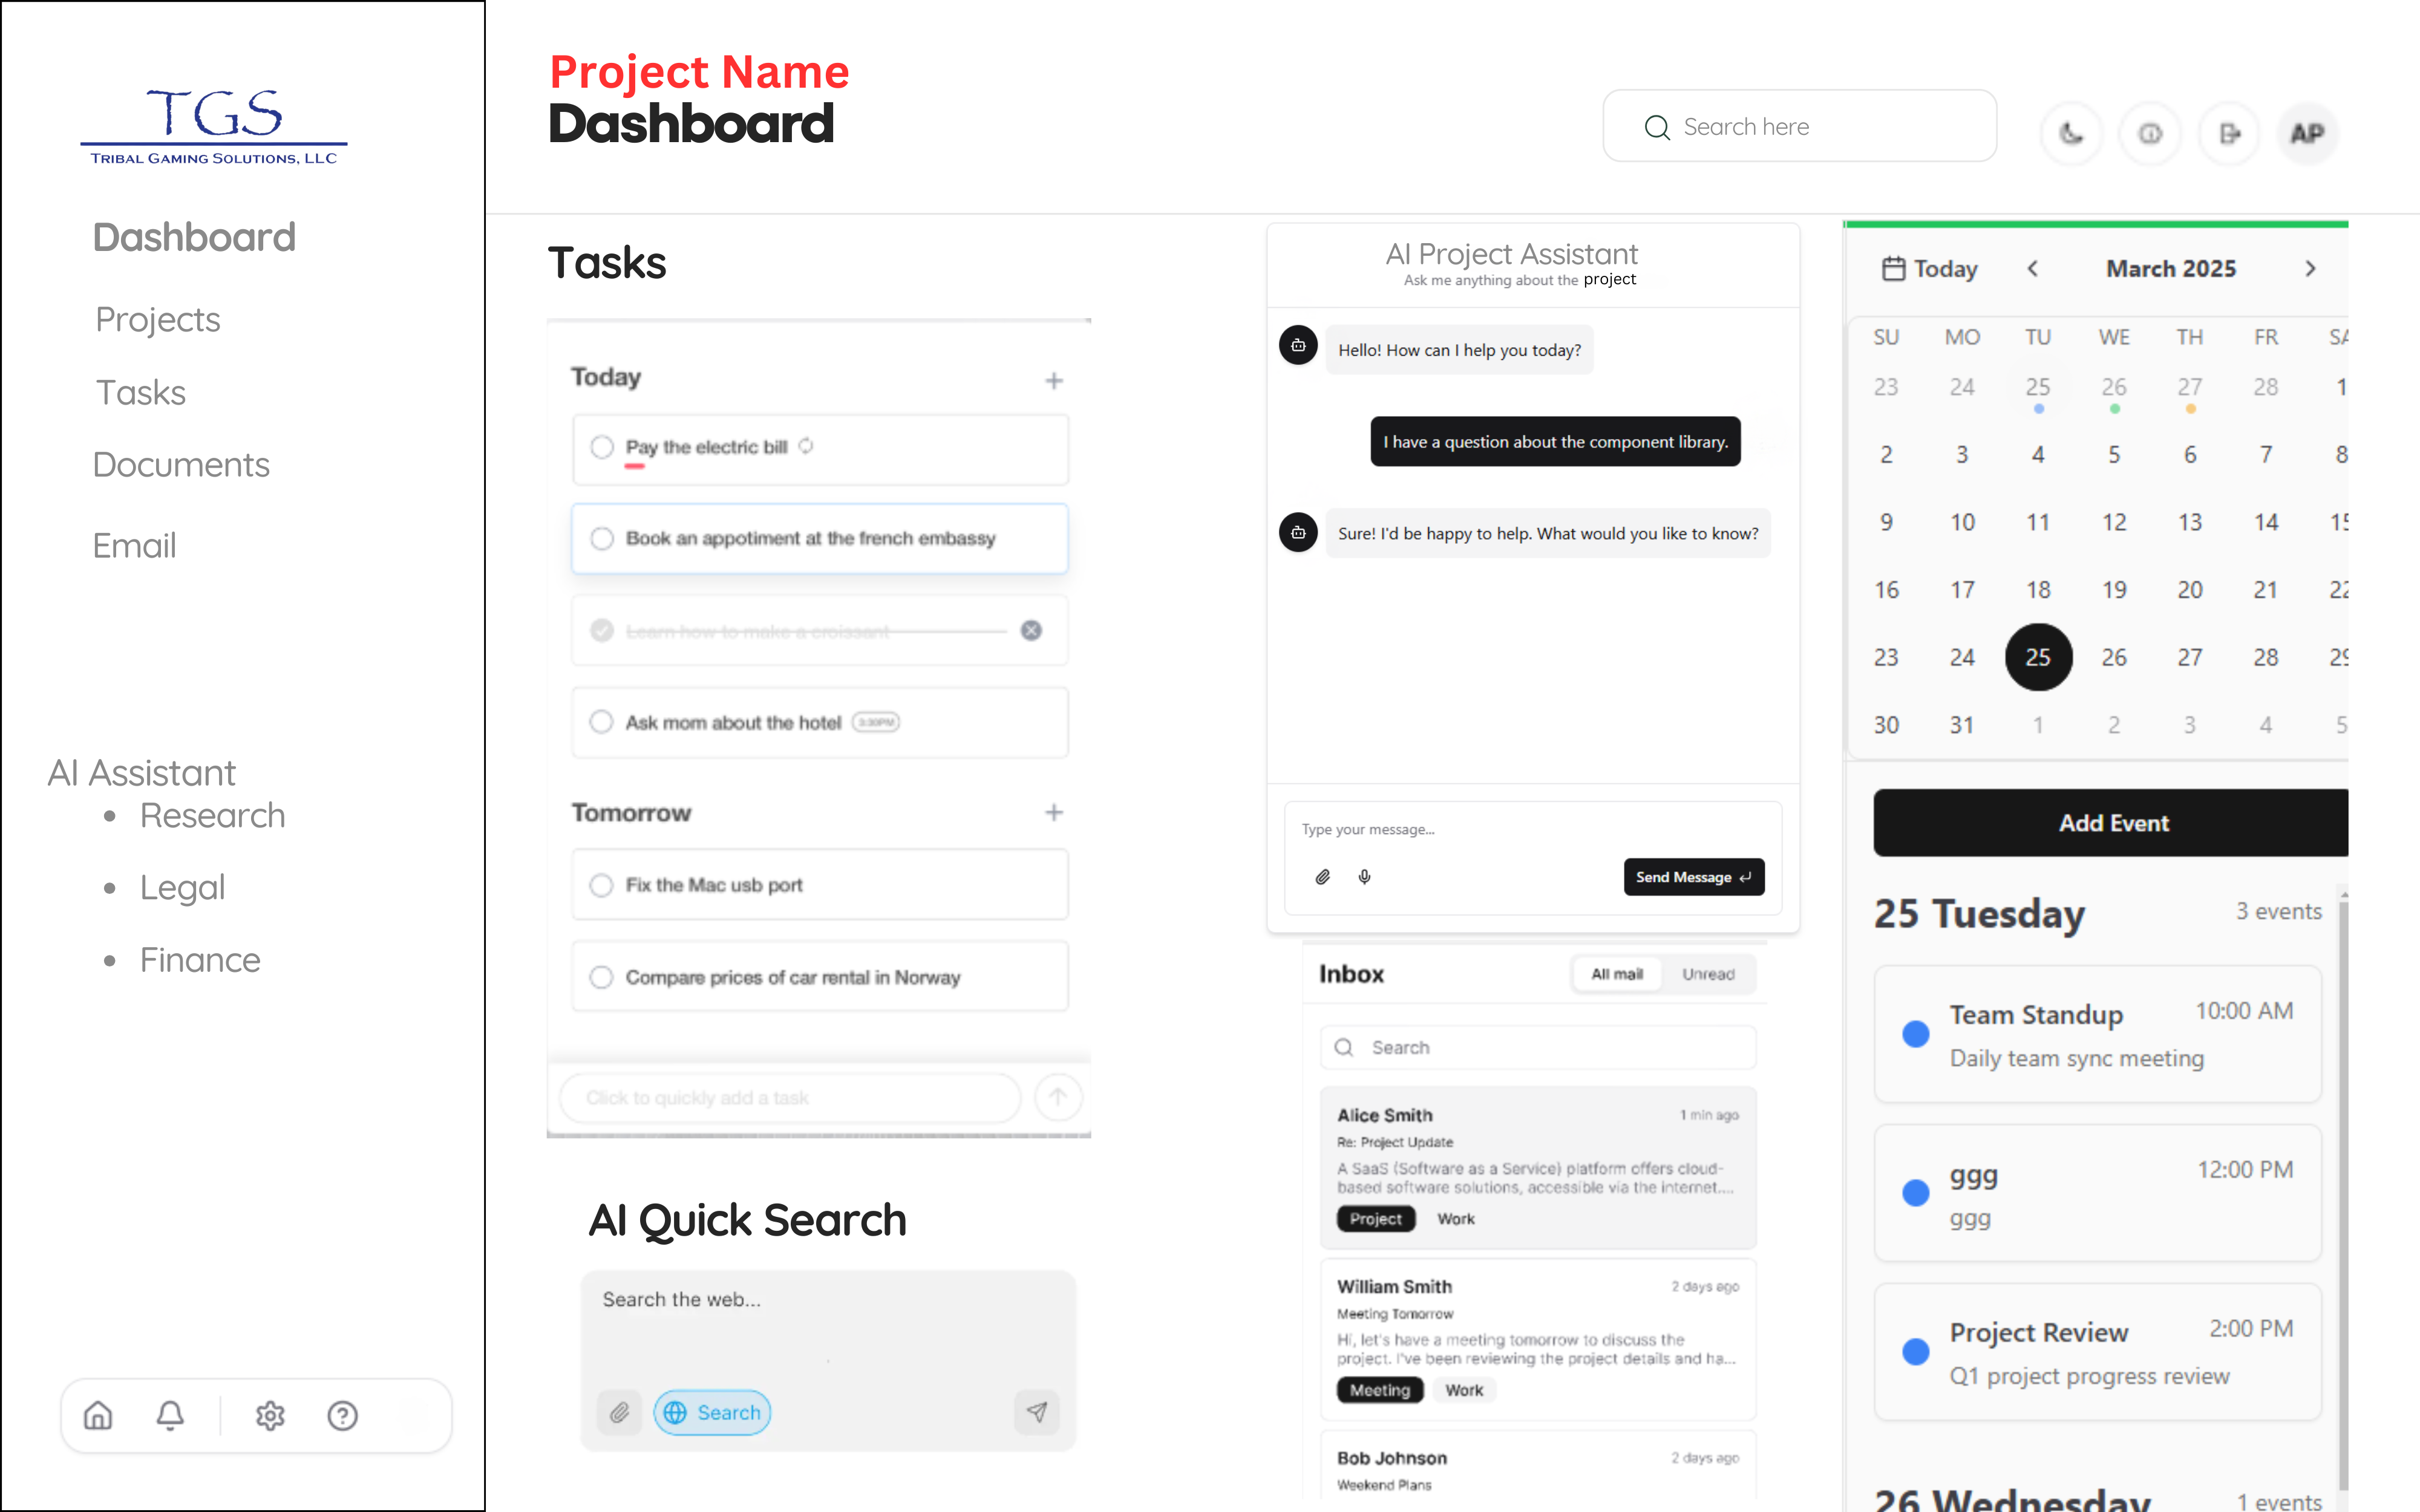 TGS
TRIBAL GAMING SOLUTIONS, LLC
Dashboard
Projects
Tasks
Documents
Email
AI Assistant
• Research
• Legal
• Finance
Project Name
Dashboard
Search here
AP
Tasks
Today
Pay the electric bill
Book an appotiment at the french embassy
Learn how to make a croissant
Ask mom about the hotel 3:30PM
Tomorrow
Fix the Mac usb port
Compare prices of car rental in Norway
Click to quickly add a task
AI Quick Search
Search the web...
Search
AI Project Assistant
Ask me anything about the project
Hello! How can I help you today?
I have a question about the component library.
Sure! I'd be happy to help. What would you like to know?
Type your message...
Send Message
Inbox
All mail Unread
Search
Alice Smith 1 min ago
Re: Project Update
A SaaS (Software as a Service) platform offers cloud-
based software solutions, accessible via the internet....
Project Work
William Smith 2 days ago
Meeting Tomorrow
Hi, let's have a meeting tomorrow to discuss the
project. I've been reviewing the project details and ha...
Meeting Work
Bob Johnson 2 days ago
Weekend Plans
Today March 2025
SU MO TU WE TH FR SA
23 24 25 26 27 28 1
2 3 4 5 6 7 8
9 10 11 12 13 14 15
16 17 18 19 20 21 22
23 24 25 26 27 28 29
30 31 1 2 3 4 5
Add Event
25 Tuesday 3 events
Team Standup 10:00 AM
Daily team sync meeting
ggg 12:00 PM
ggg
Project Review 2:00 PM
Q1 project progress review
26 Wednesday 1 events